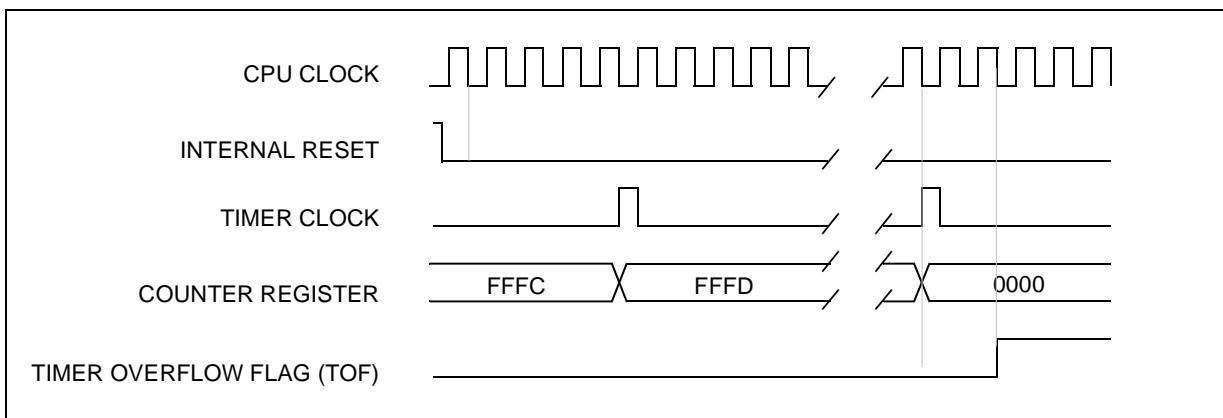 CPU CLOCK
INTERNAL RESET
TIMER CLOCK
COUNTER REGISTER
FFFC
FFFD
0000
TIMER OVERFLOW FLAG (TOF)